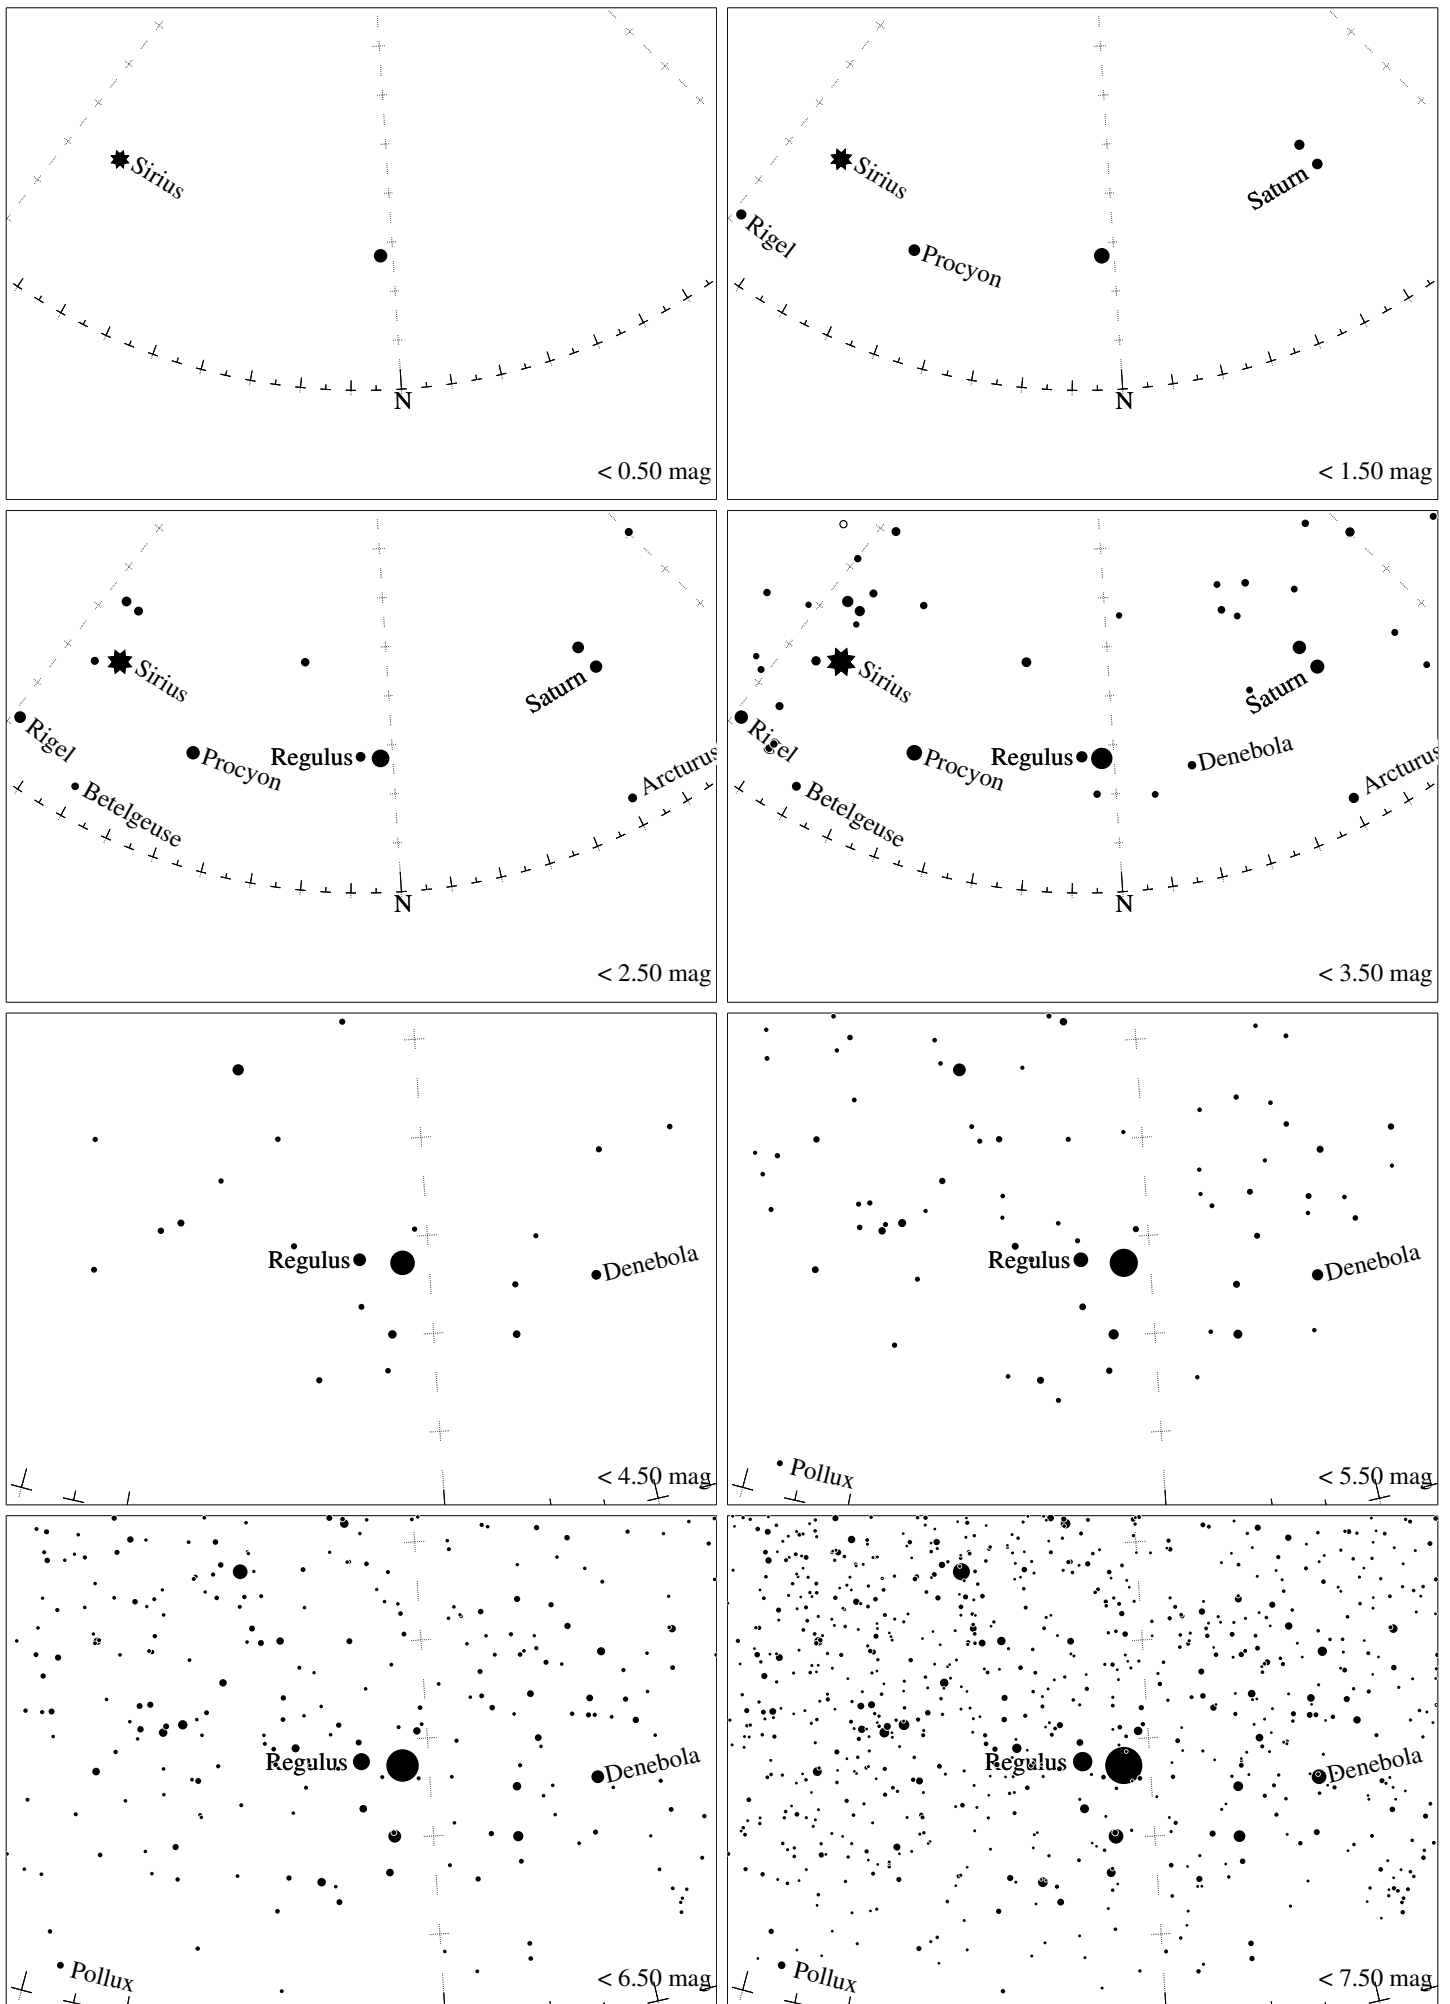 Sirius
N
< 0.50 mag
Sirius
Saturn
Rigel
Procyon
N
< 1.50 mag
Sirius
Saturn
Rigel
Procyon
Regulus
Arcturus
Betelgeuse
N
< 2.50 mag
Sirius
Saturn
Rigel
Procyon
Regulus
Denebola
Arcturus
Betelgeuse
N
< 3.50 mag
Regulus
Denebola
< 4.50 mag
Regulus
Denebola
Pollux
< 5.50 mag
Regulus
Denebola
Pollux
< 6.50 mag
Regulus
Denebola
Pollux
< 7.50 mag